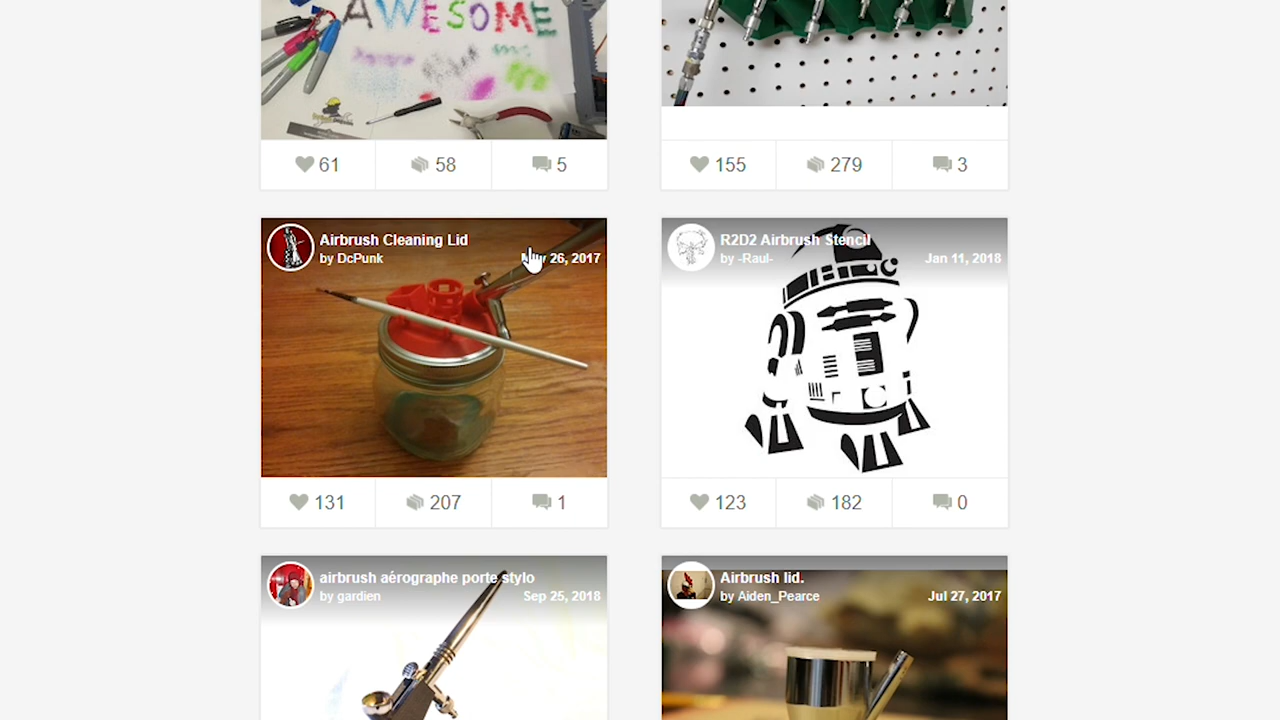 AWESOME
61
58
5
155
279
3
Airbrush Cleaning Lid
by DcPunk
26, 2017
R2D2 Airbrush Stencil
by -Raul-
Jan 11, 2018
131
207
1
123
182
0
airbrush aérographe porte stylo
by gardien
Sep 25, 2018
Airbrush lid.
by Aiden_Pearce
Jul 27, 2017